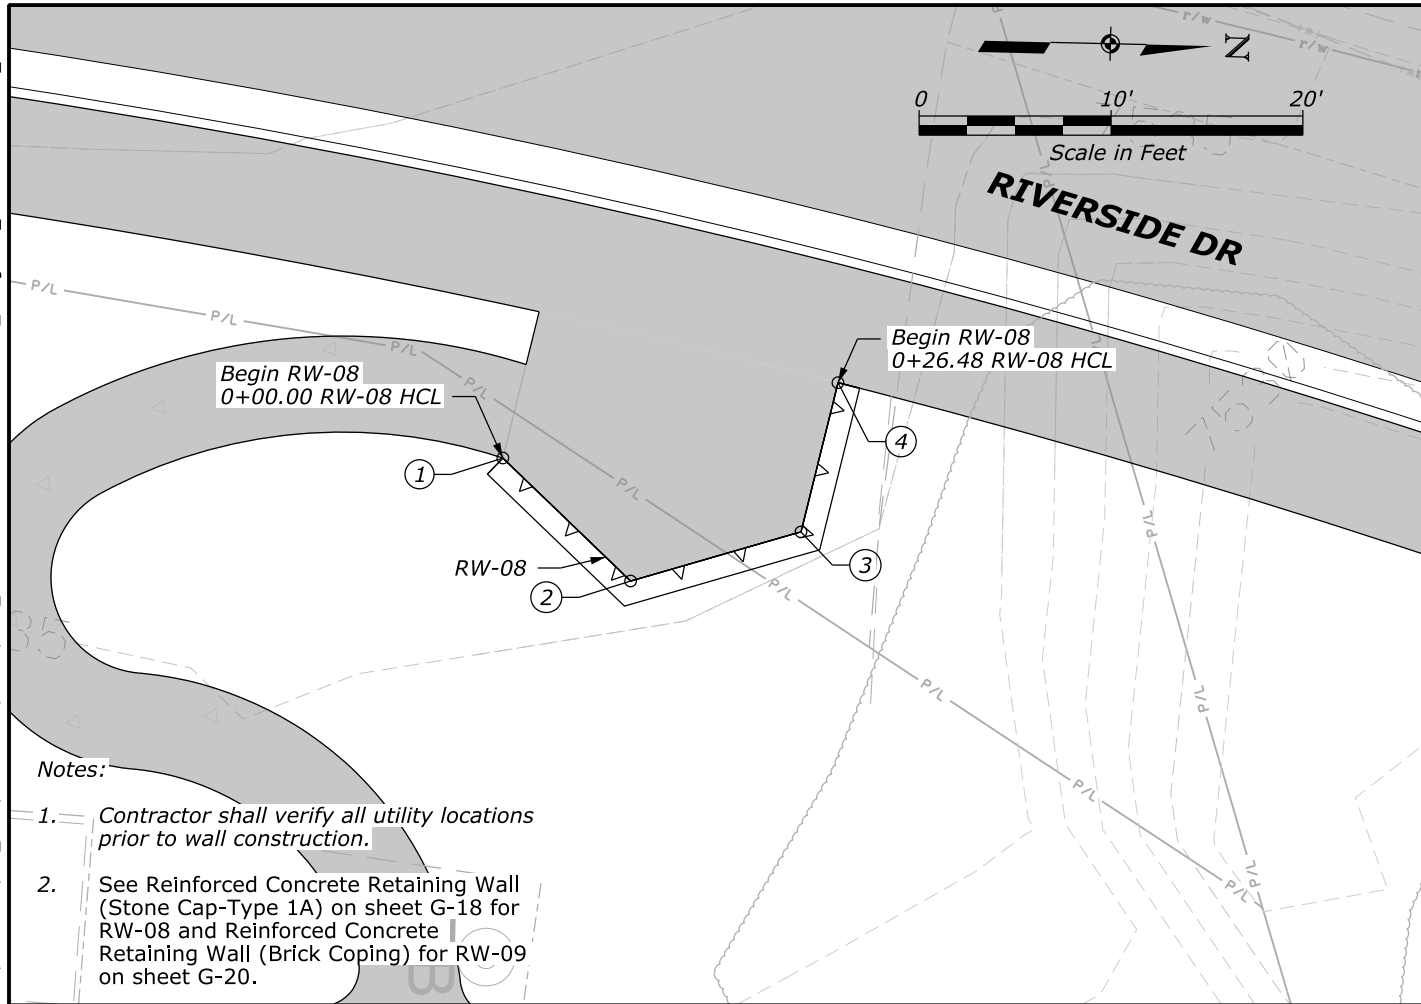 r/w
r/w
P/L
N
0 10' 20'
Scale in Feet
P/L
RIVERSIDE DR
P/L
P/L
P/L
P/L
P/L
Begin RW-08
0+26.48 RW-08 HCL
Begin RW-08
0+00.00 RW-08 HCL
4
1
P/L
P/L
3
RW-08
2
P/L
P/L
P/L
P/L
P/L
P/L
Notes:
1. Contractor shall verify all utility locations
prior to wall construction.
2. See Reinforced Concrete Retaining Wall
(Stone Cap-Type 1A) on sheet G-18 for
RW-08 and Reinforced Concrete
Retaining Wall (Brick Coping) for RW-09
on sheet G-20.
B